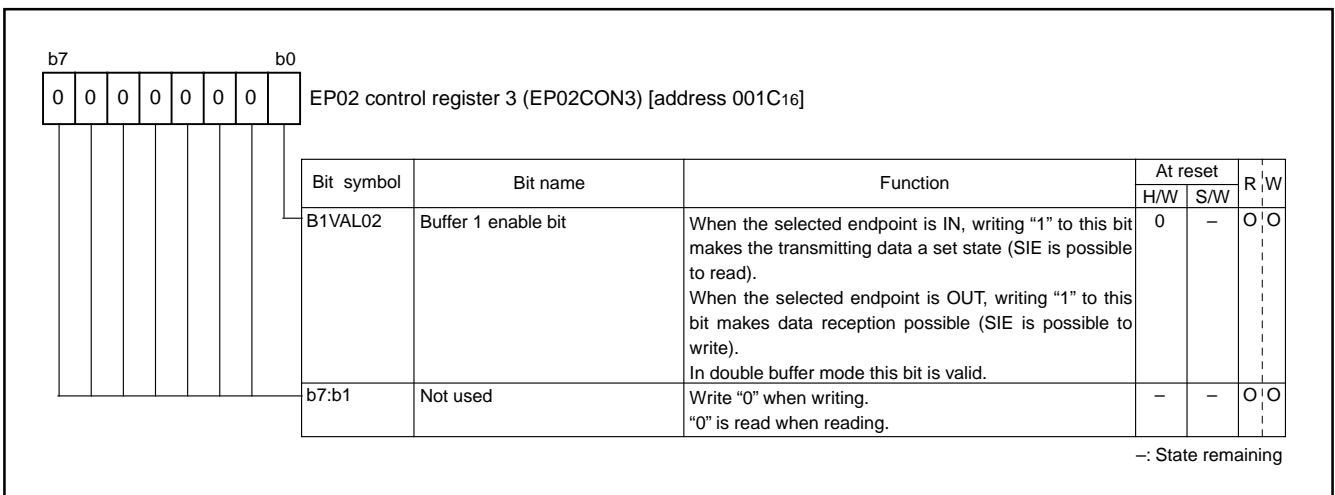 b7 b0
0 0 0 0 0 0 0 EP02 control register 3 (EP02CON3) [address 001C16]
Bit symbol Bit name Function At reset R W
H/W S/W
B1VAL02 Buffer 1 enable bit When the selected endpoint is IN, writing “1” to this bit 0 – O O
makes the transmitting data a set state (SIE is possible
to read).
When the selected endpoint is OUT, writing “1” to this
bit makes data reception possible (SIE is possible to
write).
In double buffer mode this bit is valid.
b7:b1 Not used Write “0” when writing. – – O O
“0” is read when reading.
–: State remaining